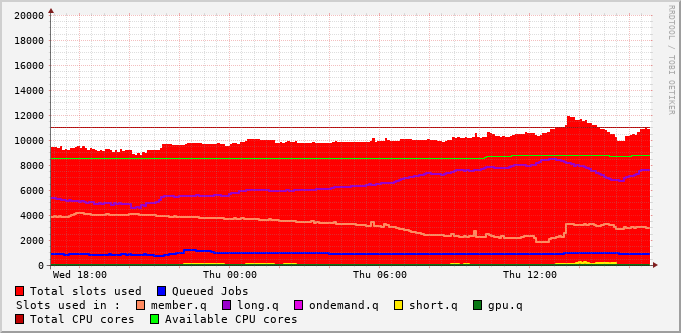 RRDTOOL / TOBI OETIKER
20000
18000
16000
14000
12000
10000
8000
6000
4000
2000
0
Wed 18:00 Thu 00:00 Thu 06:00 Thu 12:00
Total slots used Queued Jobs
Slots used in : member.q long.q ondemand.q short.q gpu.q
Total CPU cores Available CPU cores